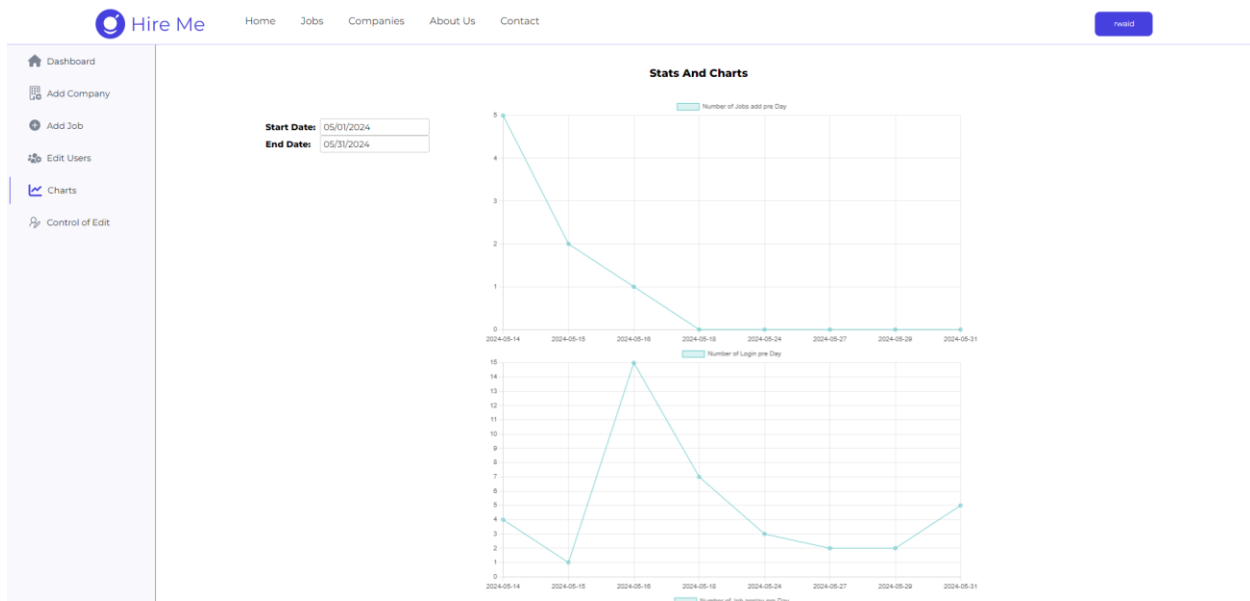 Hire Me
Home Jobs Companies About Us Contact
rwaid
Dashboard
Add Company
Add Job
Edit Users
Charts
Control of Edit
Stats And Charts
Start Date: 05/01/2024
End Date: 05/31/2024
Number of Jobs add pre Day
5
4
3
2
1
0
2024-05-14 2024-05-15 2024-05-16 2024-05-18 2024-05-24 2024-05-27 2024-05-29 2024-05-31
Number of Login pre Day
15
14
13
12
11
10
9
8
7
6
5
4
3
2
1
0
2024-05-14 2024-05-15 2024-05-16 2024-05-18 2024-05-24 2024-05-27 2024-05-29 2024-05-31
Number of Job pre Day